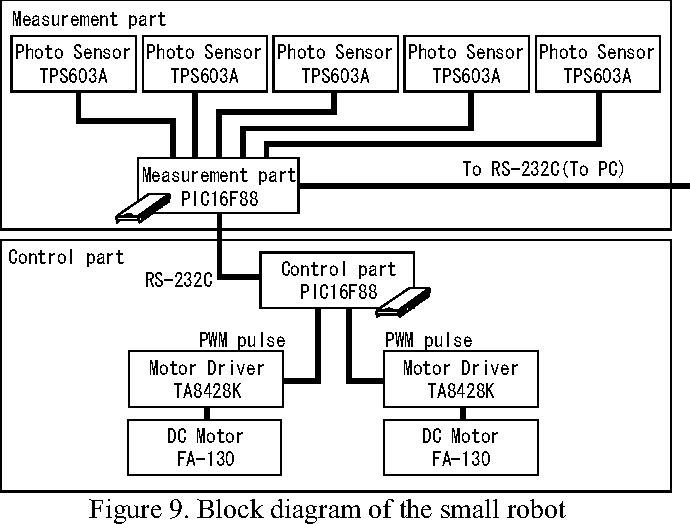 Measurement part
Photo Sensor
TPS603A
Photo Sensor
TPS603A
Photo Sensor
TPS603A
Photo Sensor
TPS603A
Photo Sensor
TPS603A
Measurement part
PIC16F88
To RS-232C(To PC)
Control part
RS-232C
Control part
PIC16F88
PWM pulse
PWM pulse
Motor Driver
TA8428K
Motor Driver
TA8428K
DC Motor
FA-130
DC Motor
FA-130
Figure 9. Block diagram of the small robot